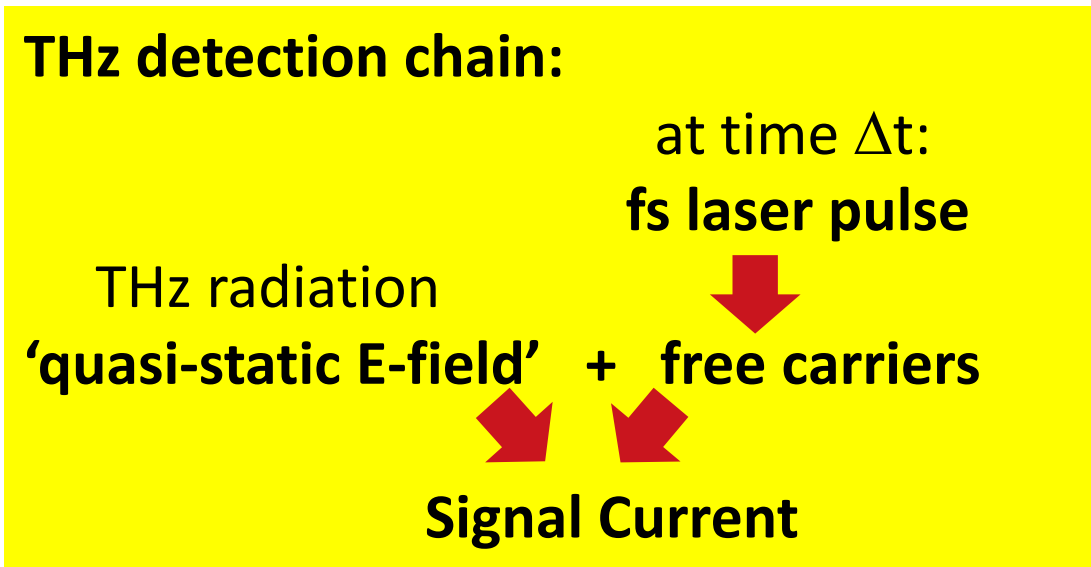 THz detection chain:
at time Δt:
fs laser pulse
THz radiation
‘quasi-static E-field’ + free carriers
Signal Current